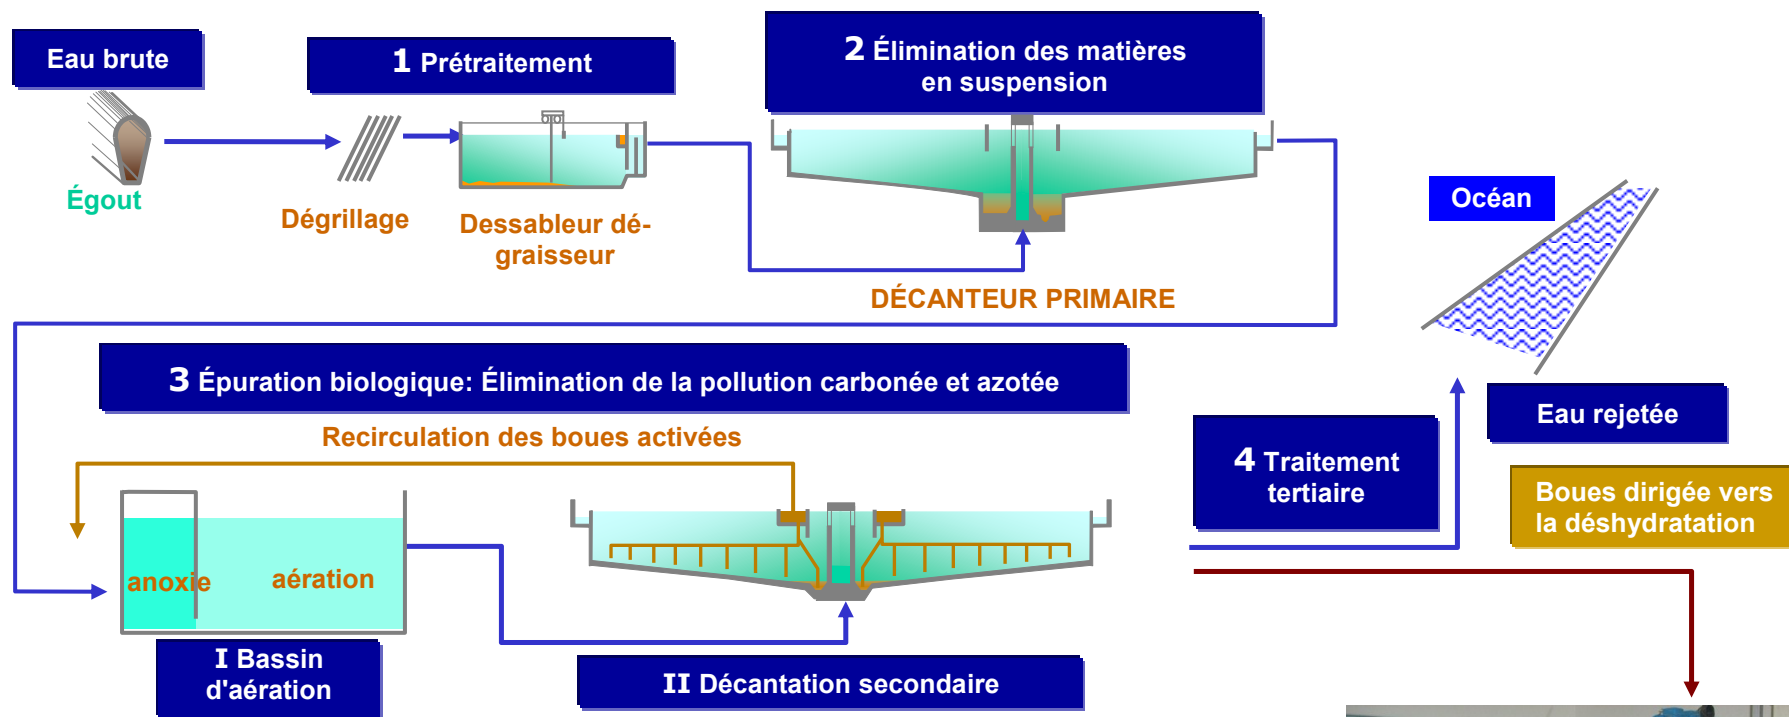 Eau brute
1 Prétraitement
2 Élimination des matières
en suspension
Égout
Dégrillage
Dessableur dé-
graisseur
DÉCANTEUR PRIMAIRE
Océan
3 Épuration biologique: Élimination de la pollution carbonée et azotée
Recirculation des boues activées
4 Traitement
tertiaire
Eau rejetée
Boues dirigée vers
la déshydratation
anoxie
aération
I Bassin
d'aération
II Décantation secondaire